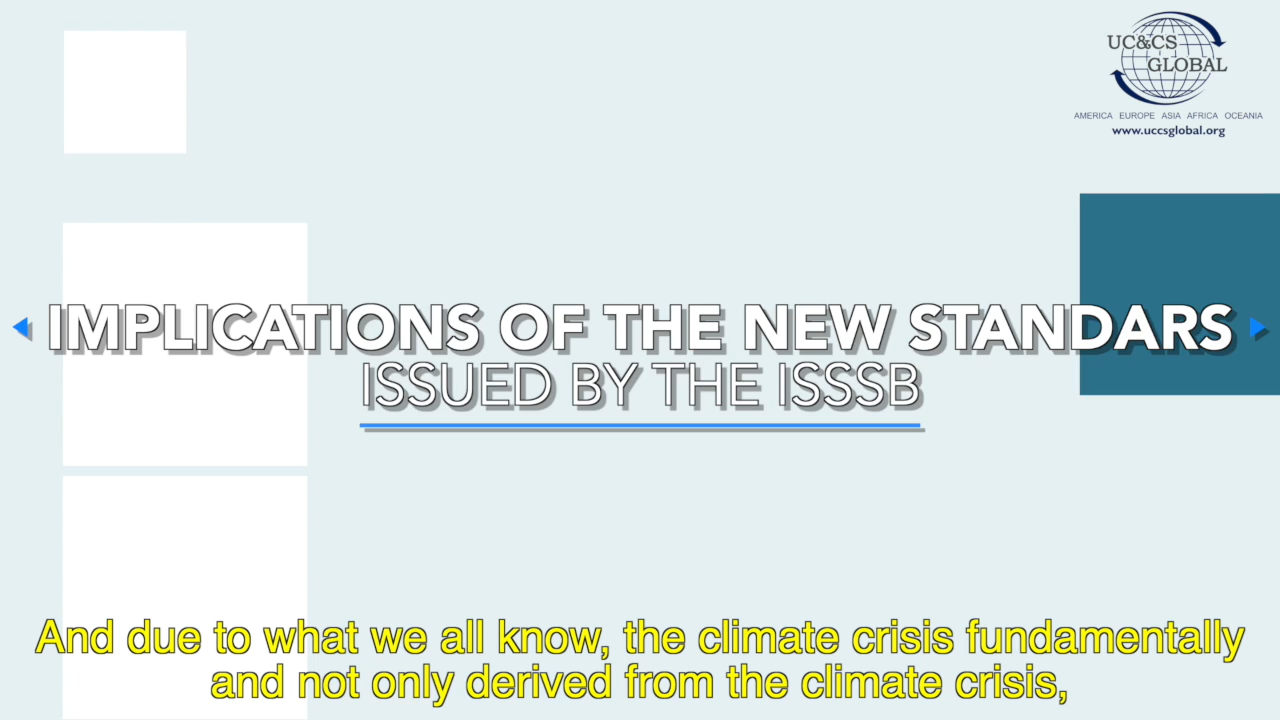 UC&CS
GLOBAL
AMERICA EUROPE ASIA AFRICA OCEANIA
www.uccsglobal.org
IMPLICATIONS OF THE NEW STANDARS
ISSUED BY THE ISSSB
And due to what we all know, the climate crisis fundamentally
and not only derived from the climate crisis,